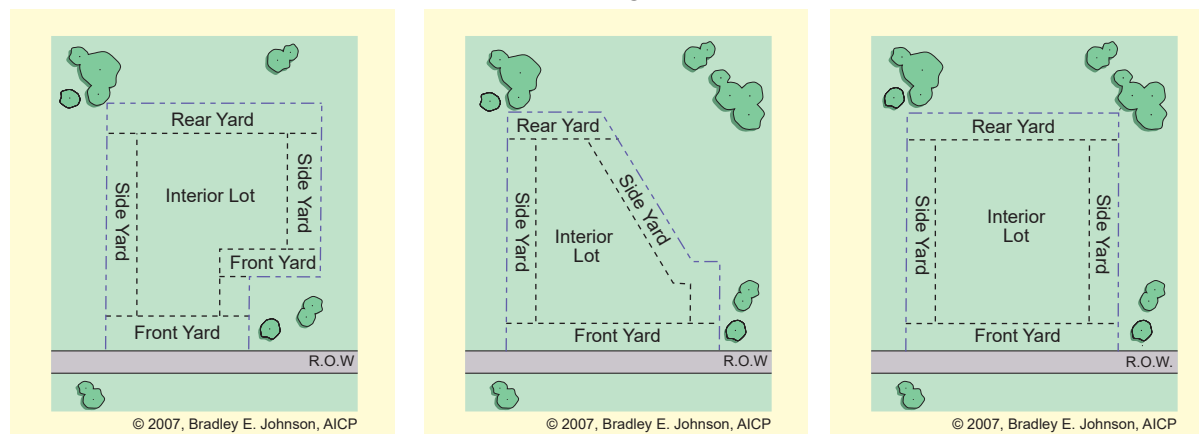 Rear Yard
Side Yard
Interior Lot
Side Yard
Front Yard
Front Yard
R.O.W
© 2007, Bradley E. Johnson, AICP
Rear Yard
Side Yard
Side Yard
Interior
Lot
Front Yard
R.O.W
© 2007, Bradley E. Johnson, AICP
Rear Yard
Side Yard
Interior
Lot
Side Yard
Front Yard
R.O.W.
© 2007, Bradley E. Johnson, AICP